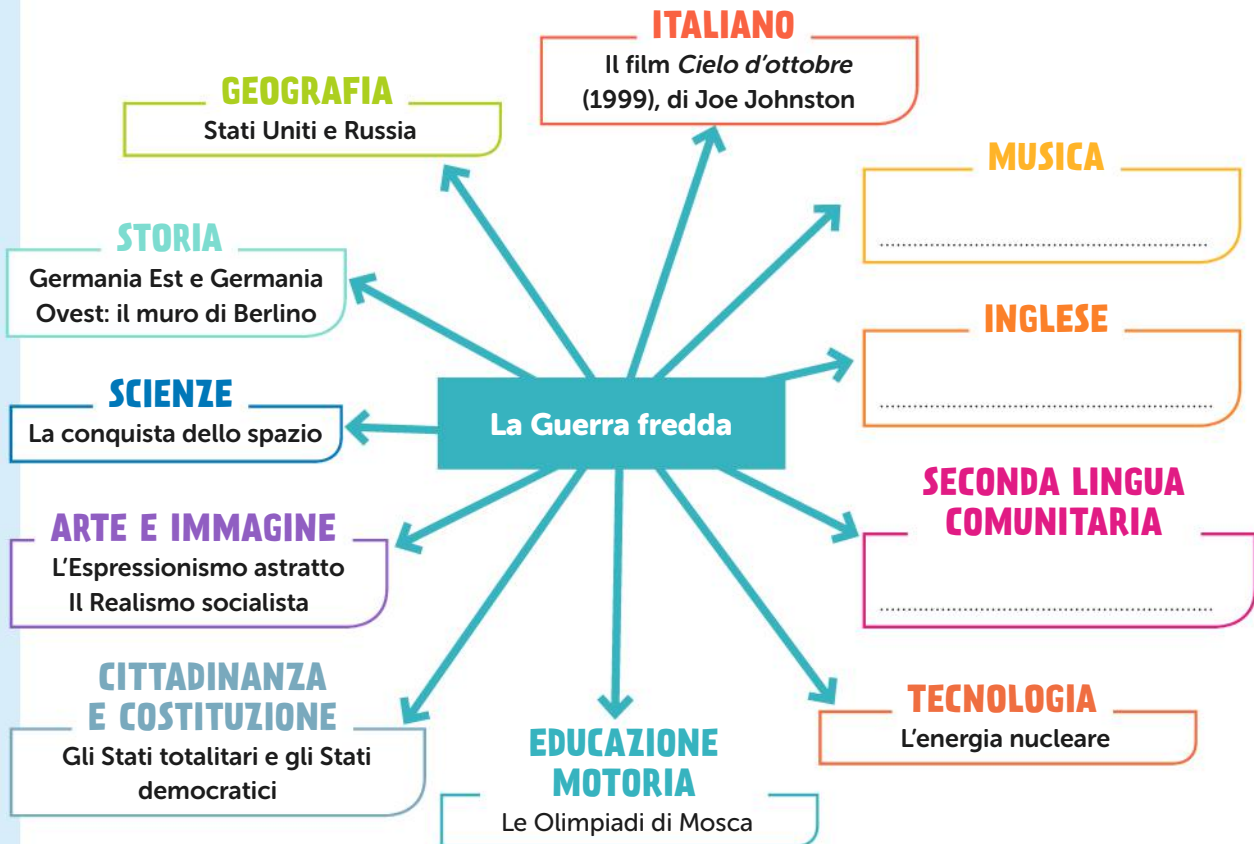 ITALIANO
Il film Cielo d'ottobre
(1999), di Joe Johnston
GEOGRAFIA
Stati Uniti e Russia
MUSICA
STORIA
Germania Est e Germania
Ovest: il muro di Berlino
INGLESE
SCIENZE
La conquista dello spazio
La Guerra fredda
SECONDA LINGUA
COMUNITARIA
ARTE E IMMAGINE
L'Espressionismo astratto
Il Realismo socialista
CITTADINANZA
E COSTITUZIONE
Gli Stati totalitari e gli Stati
democratici
EDUCAZIONE
MOTORIA
Le Olimpiadi di Mosca
TECNOLOGIA
L'energia nucleare